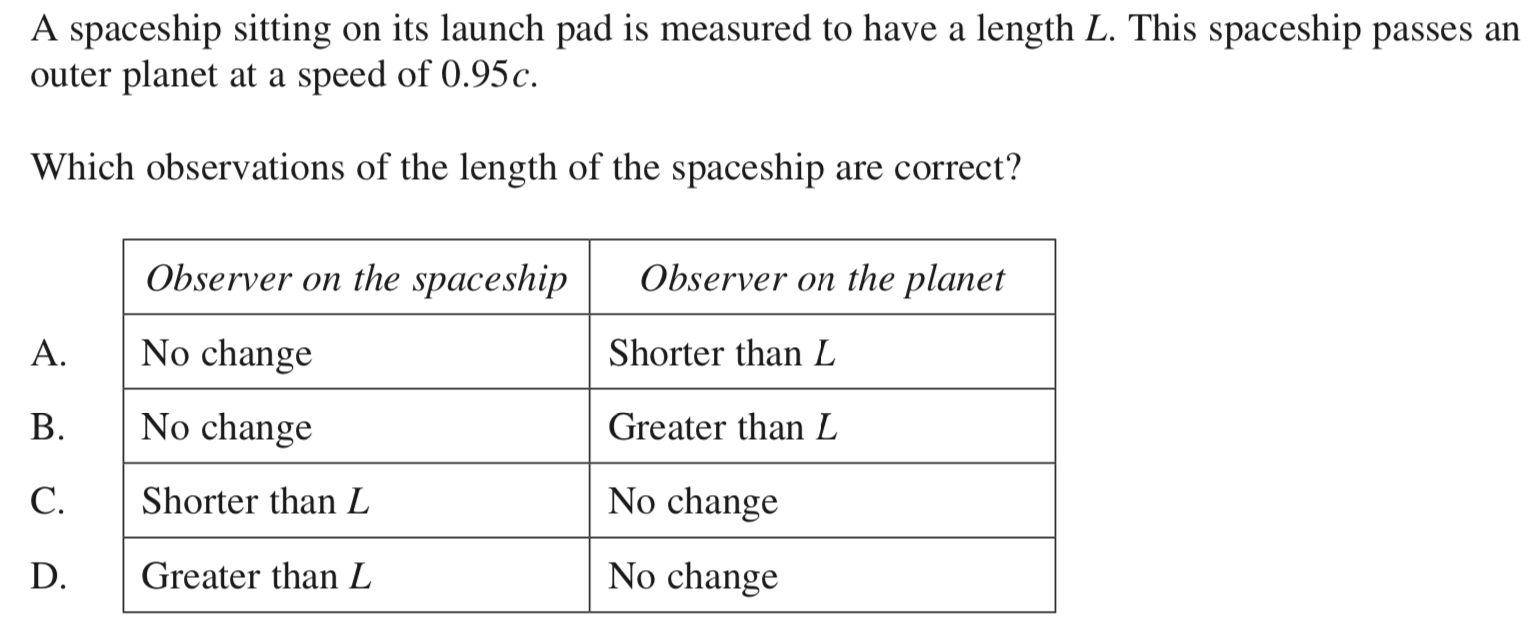 A spaceship sitting on its launch pad is measured to have a length L. This spaceship passes an
outer planet at a speed of 0.95c.
Which observations of the length of the spaceship are correct?
Observer on the spaceship Observer on the planet
A. No change Shorter than L
B. No change Greater than L
C. Shorter than L No change
D. Greater than L No change